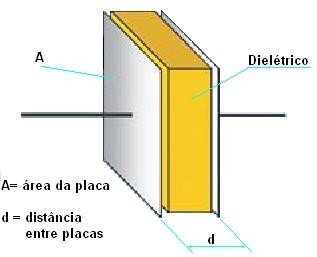 A
Dielétrico
A= área da placa
d = distância
entre placas
d